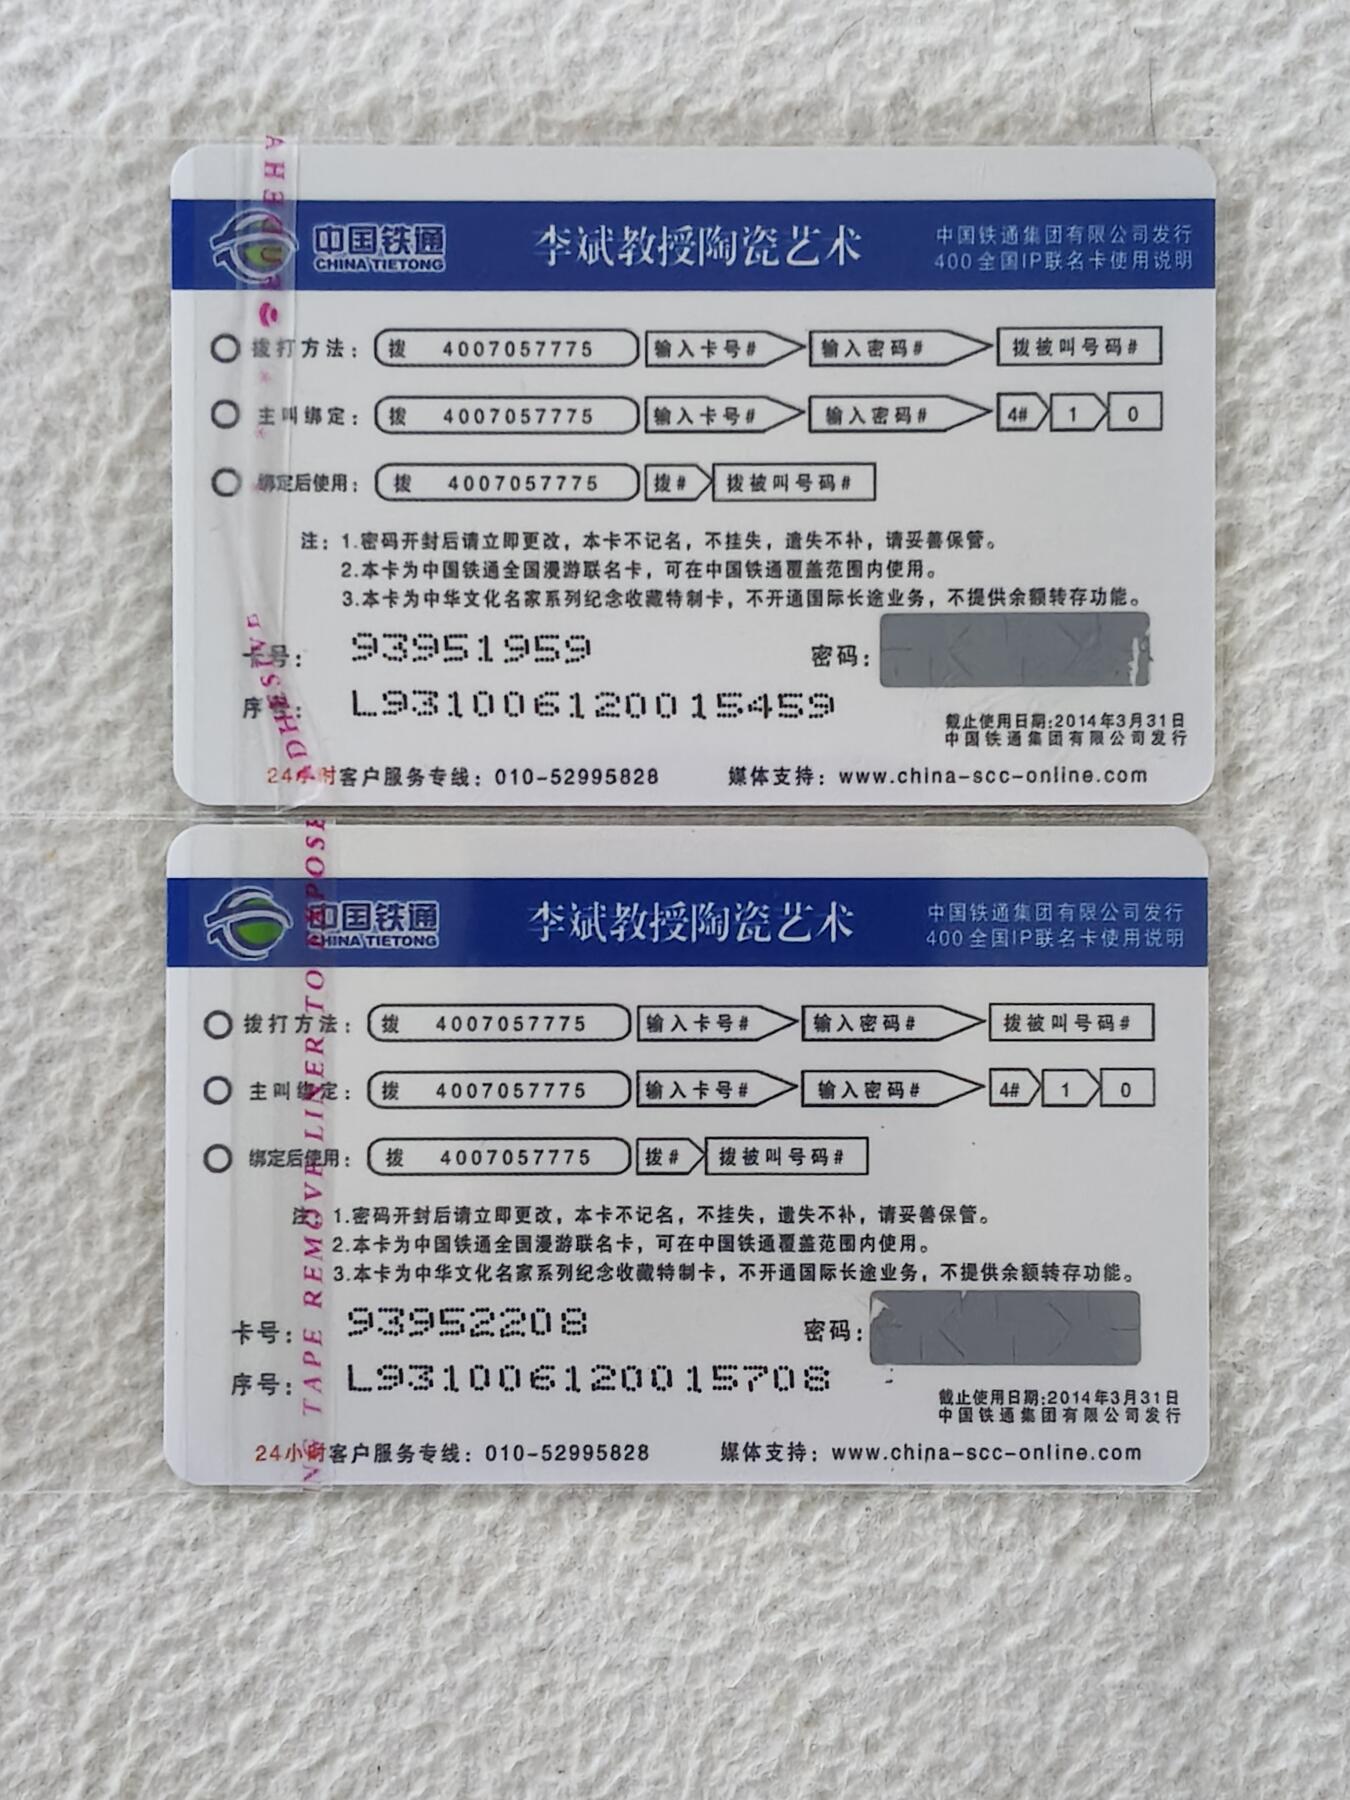 中国铁通
CHINA TIETONG
李斌教授陶瓷艺术
中国铁通集团有限公司发行
400全国IP联名卡使用说明
拨打方法： 拨 4007057775 输入卡号# 输入密码# 拨被叫号码#
主叫绑定： 拨 4007057775 输入卡号# 输入密码# 4# 1 0
绑定后使用： 拨 4007057775 拨# 拨被叫号码#
注：1.密码开封后请立即更改，本卡不记名，不挂失，遗失不补，请妥善保管。
2.本卡为中国铁通全国漫游联名卡，可在中国铁通覆盖范围内使用。
3.本卡为中华文化名家系列纪念收藏特制卡，不开通国际长途业务，不提供余额转存功能。
卡号： 93951959 密码：
序号： L931006120015459
截止使用日期:2014年3月31日
中国铁通集团有限公司发行
24小时客户服务专线：010-52995828 媒体支持：www.china-scc-online.com
ADHESIVE
中国铁通
CHINA TIETONG
李斌教授陶瓷艺术
中国铁通集团有限公司发行
400全国IP联名卡使用说明
拨打方法： 拨 4007057775 输入卡号# 输入密码# 拨被叫号码#
主叫绑定： 拨 4007057775 输入卡号# 输入密码# 4# 1 0
绑定后使用： 拨 4007057775 拨# 拨被叫号码#
注：1.密码开封后请立即更改，本卡不记名，不挂失，遗失不补，请妥善保管。
2.本卡为中国铁通全国漫游联名卡，可在中国铁通覆盖范围内使用。
3.本卡为中华文化名家系列纪念收藏特制卡，不开通国际长途业务，不提供余额转存功能。
卡号： 93952208 密码：
序号： L931006120015708
截止使用日期:2014年3月31日
中国铁通集团有限公司发行
24小时客户服务专线：010-52995828 媒体支持：www.china-scc-online.com
ING TAPE REMOVE LINER TO EXPOSE